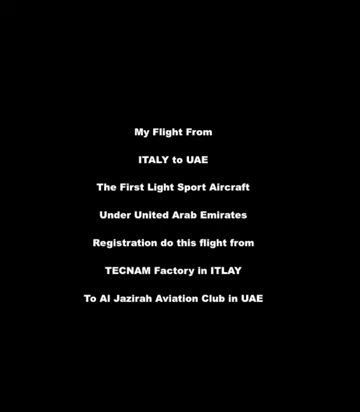 My Flight From
ITALY to UAE
The First Light Sport Aircraft
Under United Arab Emirates
Registration do this flight from
TECNAM Factory in ITLAY
To Al Jazirah Aviation Club in UAE